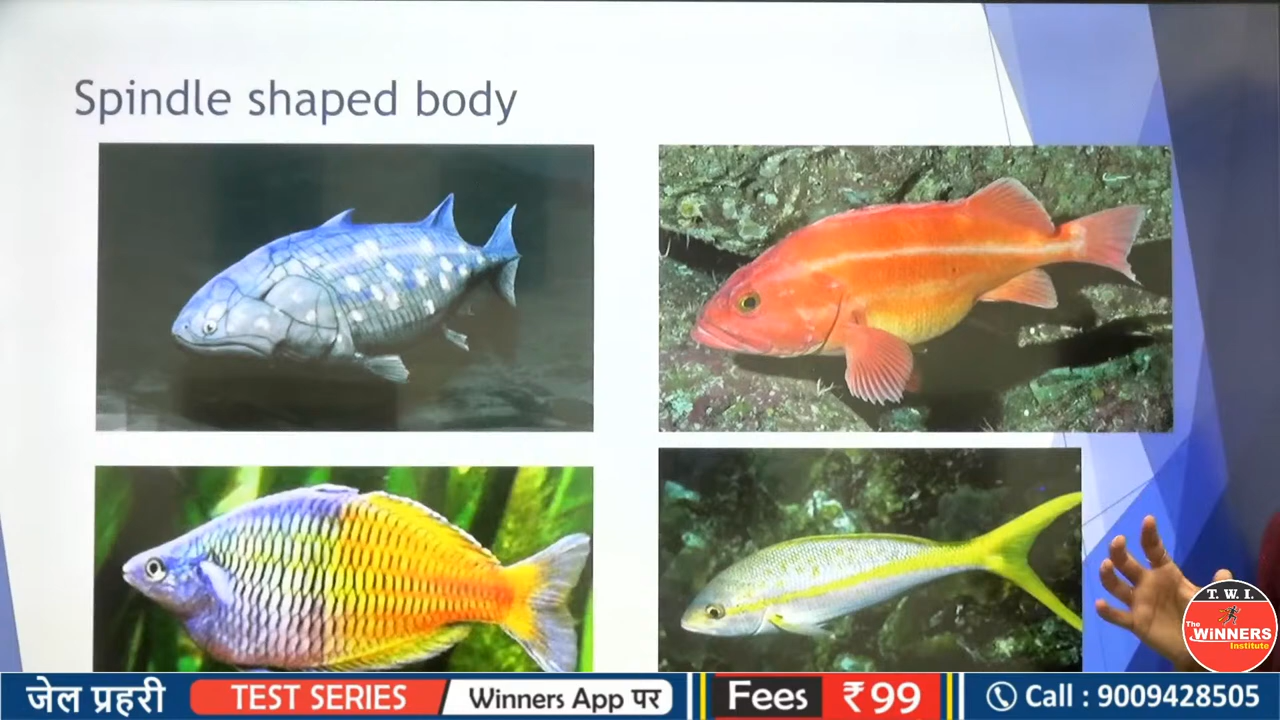 Spindle shaped body
T. W. I.
The
WINNERS
Institute
जेल प्रहरी
TEST SERIES
Winners App पर
Fees
₹99
Call : 9009428505